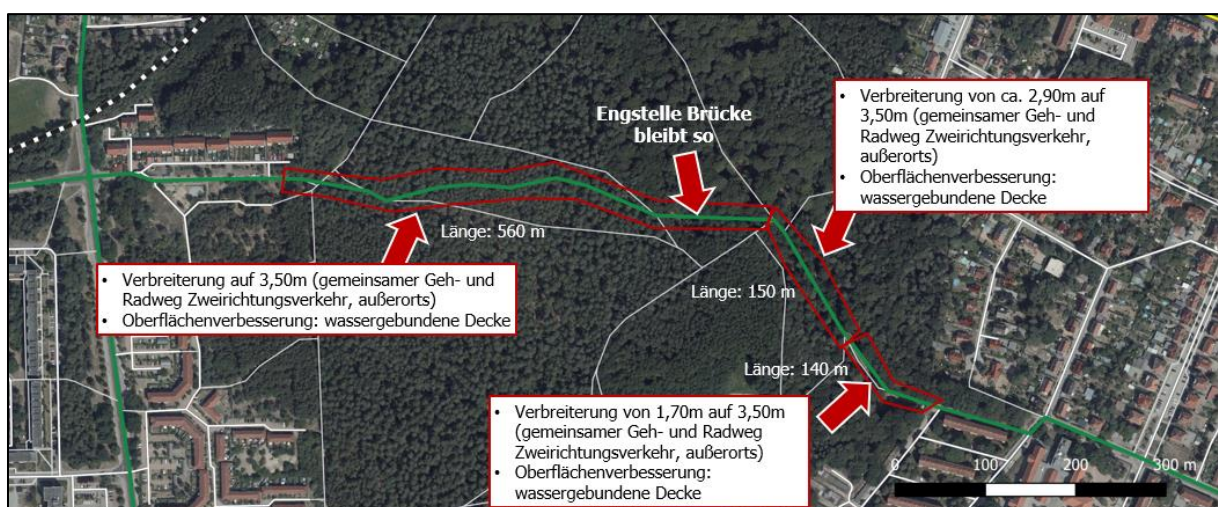 Engstelle Brücke
bleibt so
• Verbreiterung von ca. 2,90m auf
3,50m (gemeinsamer Geh- und
Radweg Zweirichtungsverkehr,
außerorts)
• Oberflächenverbesserung:
wassergebundene Decke
Länge: 560 m
• Verbreiterung auf 3,50m (gemeinsamer Geh- und
Radweg Zweirichtungsverkehr, außerorts)
• Oberflächenverbesserung: wassergebundene Decke
Länge: 150 m
Länge: 140 m
• Verbreiterung von 1,70m auf 3,50m
(gemeinsamer Geh- und Radweg
Zweirichtungsverkehr, außerorts)
• Oberflächenverbesserung:
wassergebundene Decke
0 100 200 300 m